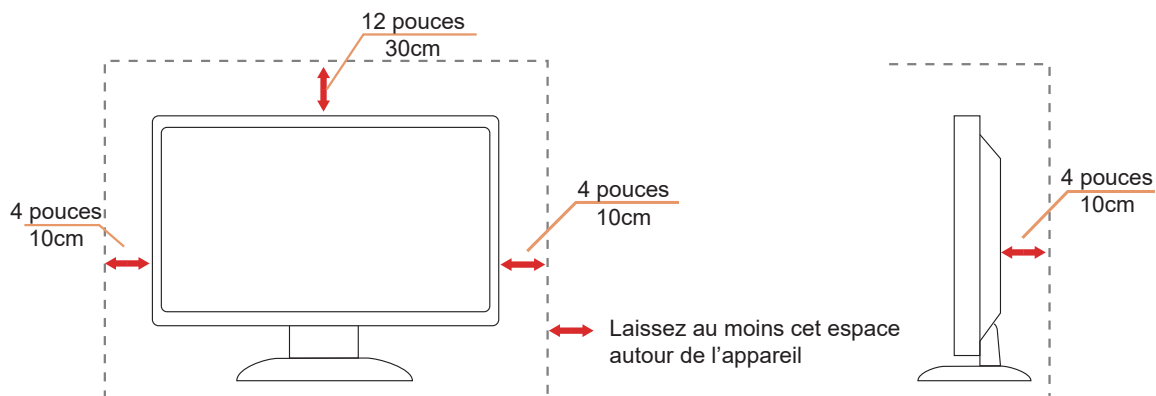 12 pouces
30cm
4 pouces
10cm
4 pouces
10cm
Laissez au moins cet espace
autour de l’appareil
4 pouces
10cm